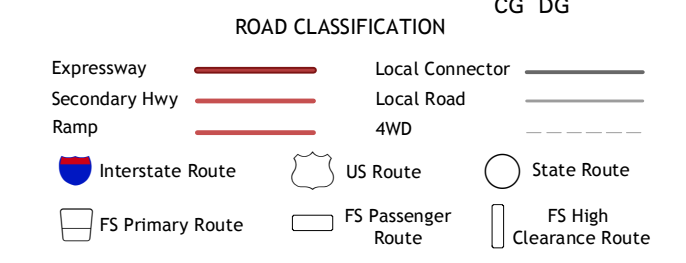 CG DG
ROAD CLASSIFICATION
Expressway
Local Connector
Secondary Hwy
Local Road
Ramp
4WD
Interstate Route
US Route
State Route
FS Primary Route
FS Passenger
Route
FS High
Clearance Route